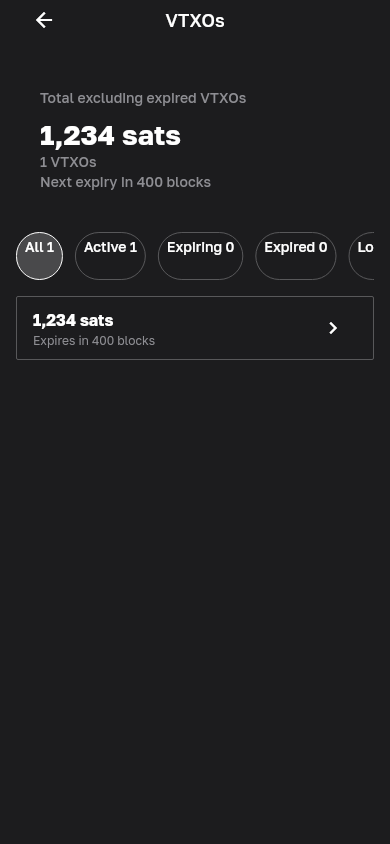 VTXOs
Total excluding expired VTXOs
1,234 sats
1 VTXOs
Next expiry in 400 blocks
All 1 Active 1 Expiring 0 Expired 0 Lo
1,234 sats
Expires in 400 blocks